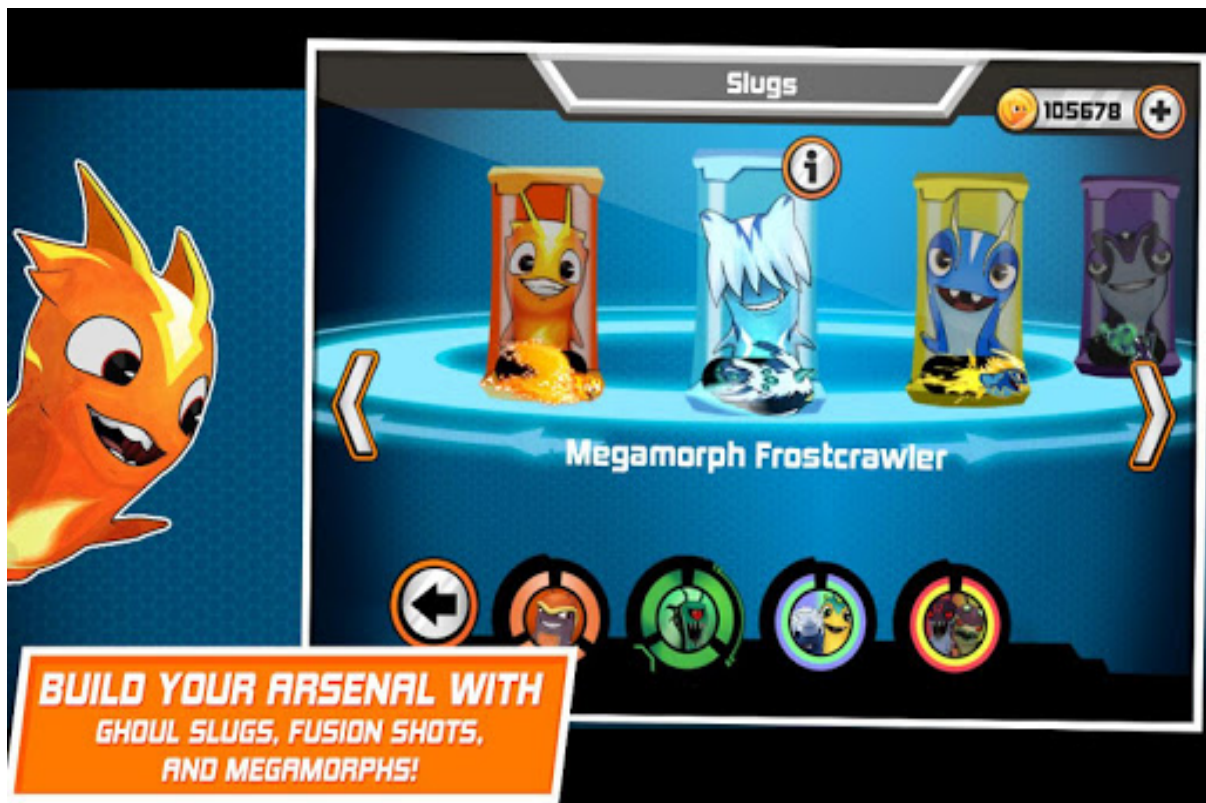 Slugs
105678
Megamorph Frostcrawler
BUILD YOUR ARSENAL WITH
GHOUL SLUGS, FUSION SHOTS,
AND MEGAMORPHS!